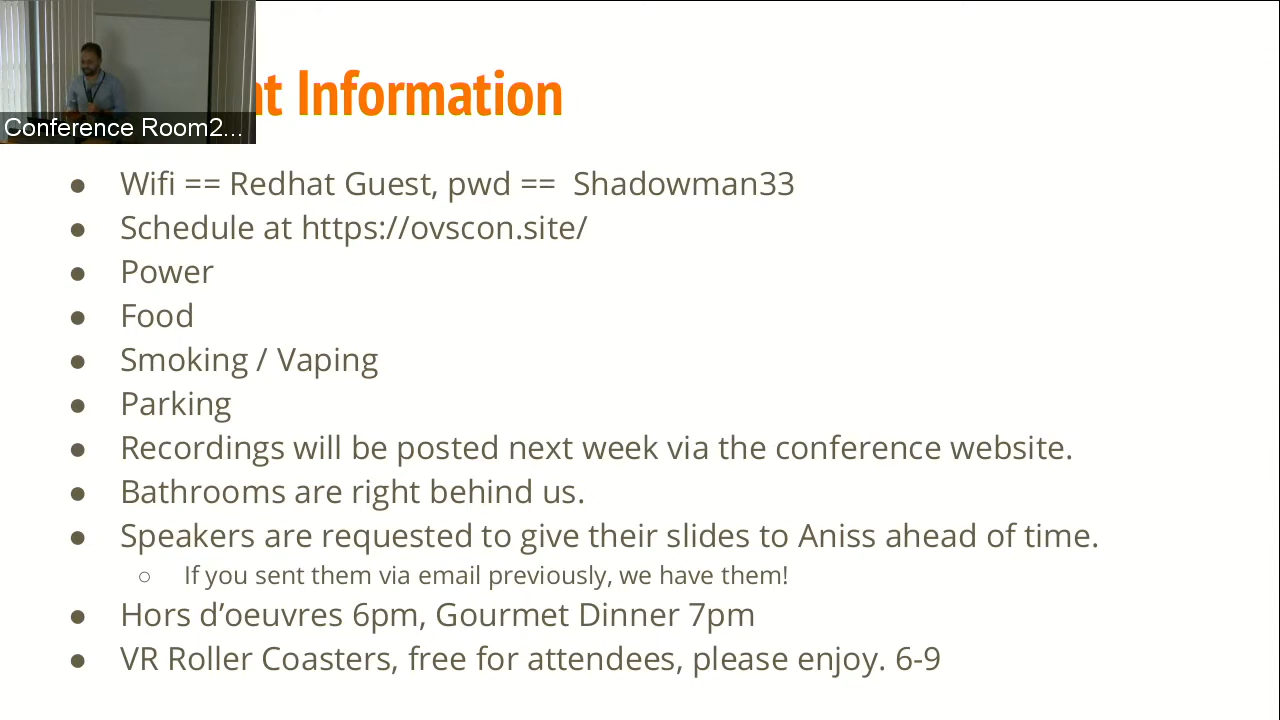 Conference Room2...
nt Information
● Wifi == Redhat Guest, pwd == Shadowman33
● Schedule at https://ovscon.site/
● Power
● Food
● Smoking / Vaping
● Parking
● Recordings will be posted next week via the conference website.
● Bathrooms are right behind us.
● Speakers are requested to give their slides to Aniss ahead of time.
○ If you sent them via email previously, we have them!
● Hors d’oeuvres 6pm, Gourmet Dinner 7pm
● VR Roller Coasters, free for attendees, please enjoy. 6-9